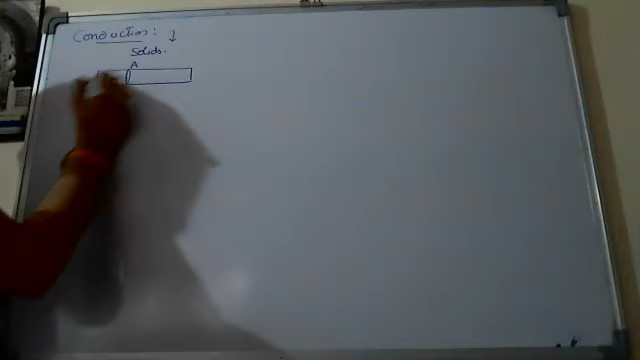 Conduction: ↓
Solids.
A